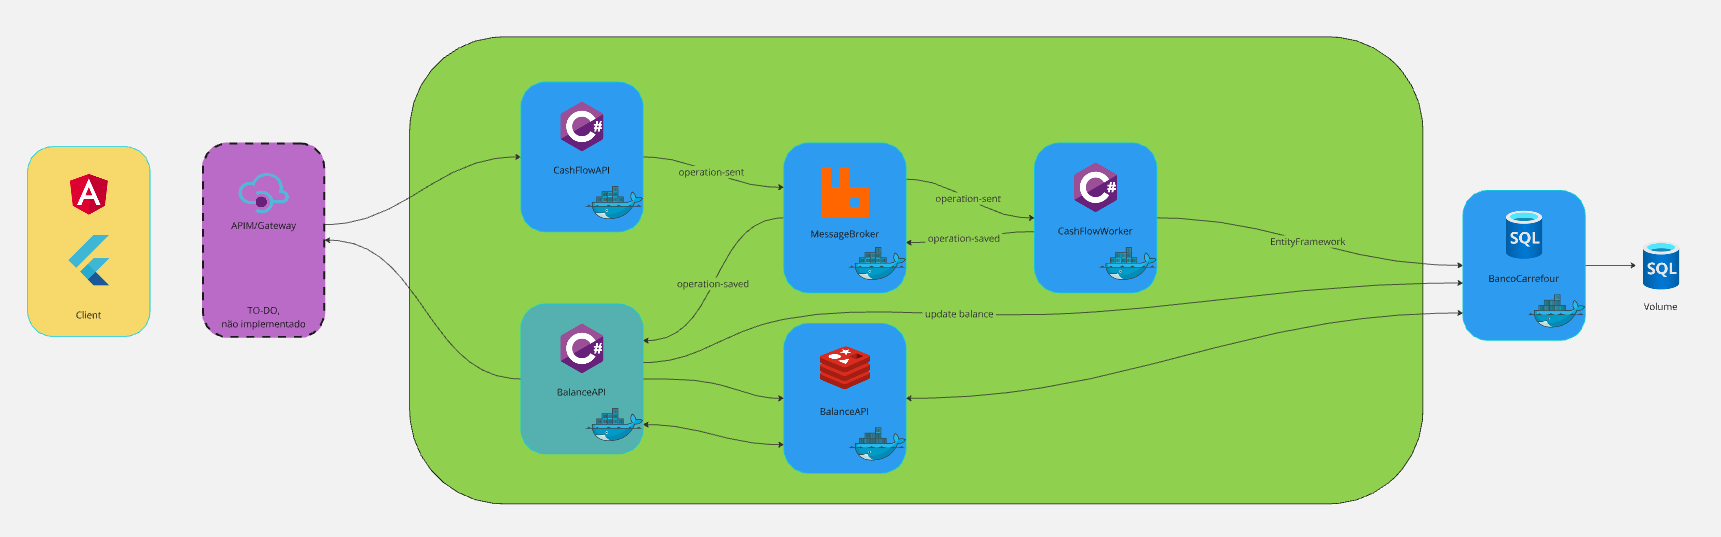 Client
APIM/Gateway
TO-DO,
não implementado
C#
CashFlowAPI
operation-sent
MessageBroker
operation-sent
operation-saved
C#
CashFlowWorker
EntityFramework
SQL
BancoCarrefour
SQL
Volume
operation-saved
update balance
C#
BalanceAPI
BalanceAPI